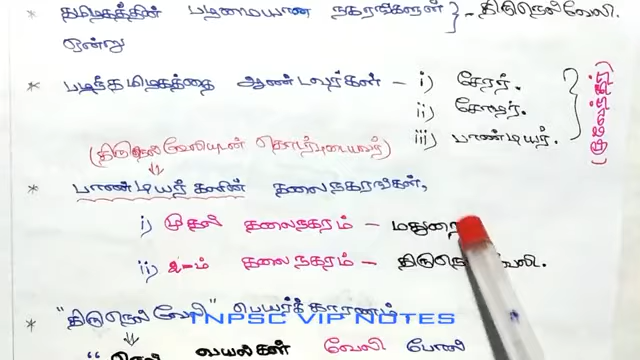 * தமிழகத்தின் பழமையான நகரங்களுள் } - திருநெல்வேலி.
ஒன்று
* பழந்தமிழகத்தை ஆண்டவர்கள் - i) சேரர்.
ii) சோழர்.
iii) பாண்டியர்.
(மூவேந்தர்)
(திருநெல்வேலியுடன் தொடர்புடையவர்)
* பாண்டியர்களின் தலைநகரங்கள்,
i) முதல் தலைநகரம் - மதுரை
ii) 2-ம் தலைநகரம் - திருநெ வேலி.
* "திருநெல்வேலி" பெயர்க் காரணம்
TNPSC VIP NOTES
" நெல் வயல்கள் வேலி போல